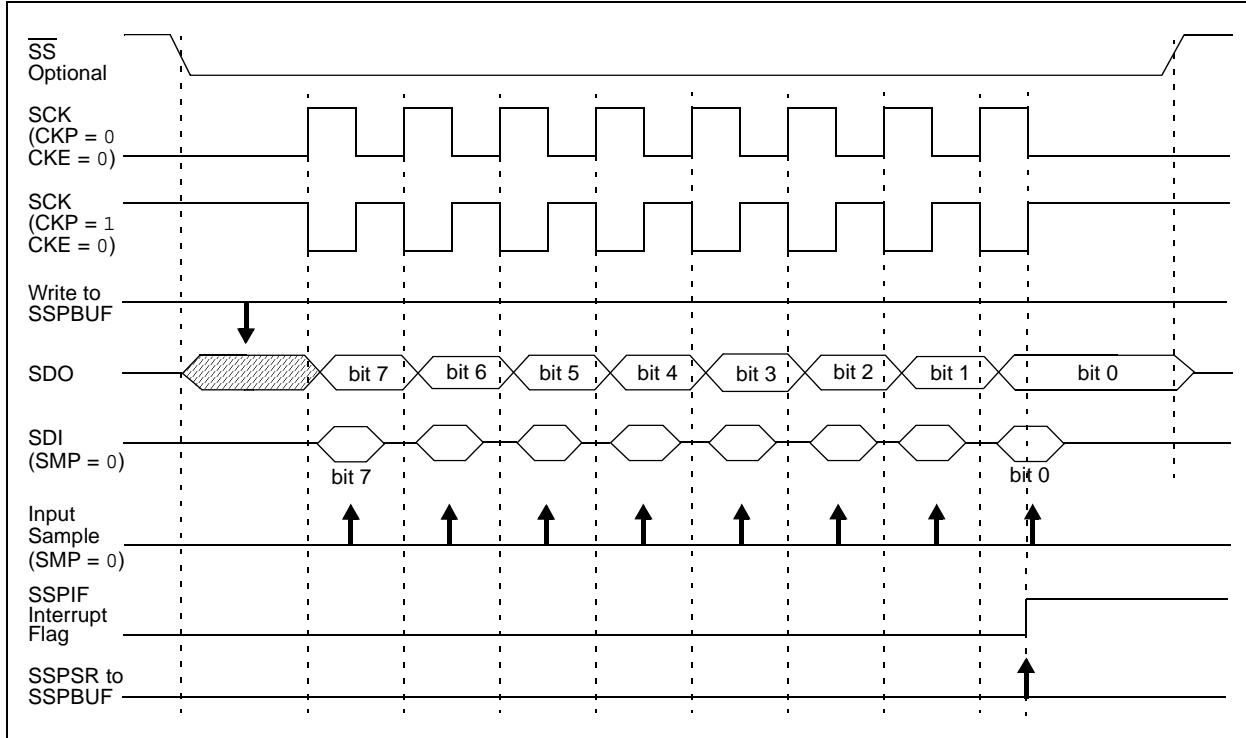 SS
Optional
SCK
(CKP = 0
CKE = 0)
SCK
(CKP = 1
CKE = 0)
Write to
SSPBUF
SDO
bit 7
bit 6
bit 5
bit 4
bit 3
bit 2
bit 1
bit 0
SDI
(SMP = 0)
bit 7
bit 0
Input
Sample
(SMP = 0)
SSPIF
Interrupt
Flag
SSPSR to
SSPBUF